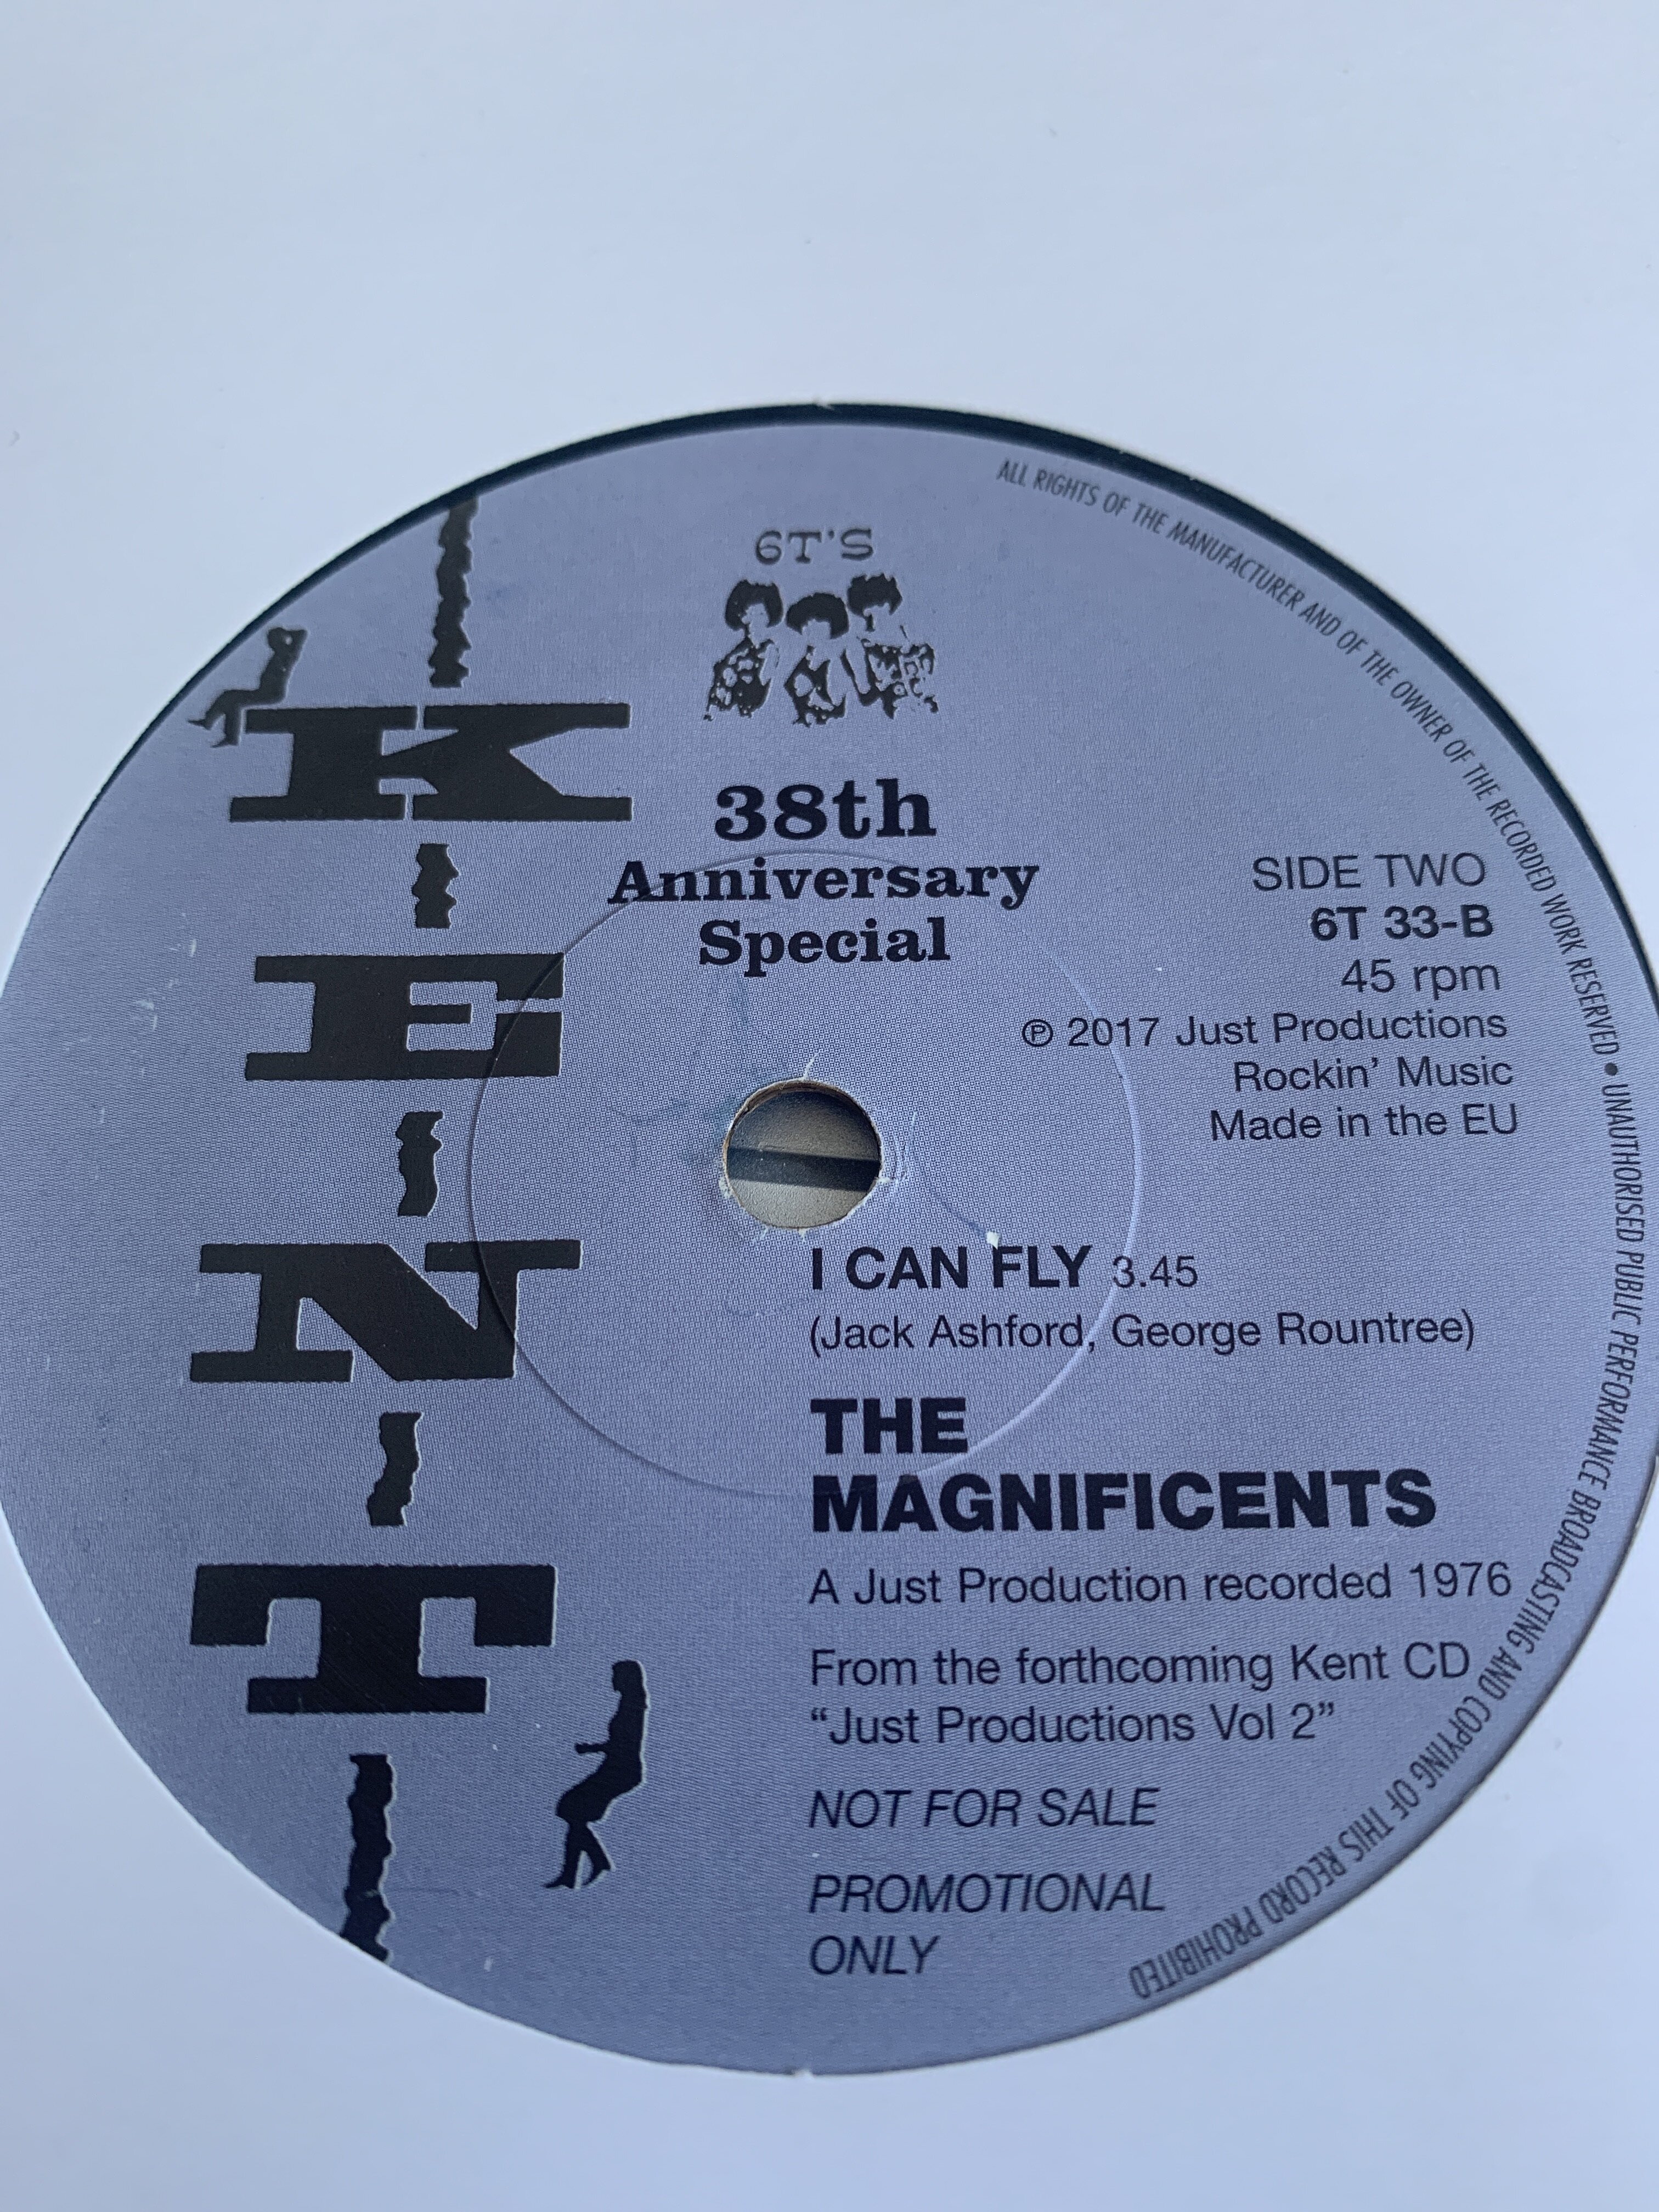 6T'S
KENT
38th
Anniversary
Special
SIDE TWO
6T 33-B
45 rpm
℗ 2017 Just Productions
Rockin' Music
Made in the EU
I CAN FLY 3.45
(Jack Ashford, George Rountree)
THE
MAGNIFICENTS
A Just Production recorded 1976
From the forthcoming Kent CD
“Just Productions Vol 2”
NOT FOR SALE
PROMOTIONAL
ONLY
ALL RIGHTS OF THE MANUFACTURER AND OF THE OWNER OF THE RECORDED WORK RESERVED • UNAUTHORISED PUBLIC PERFORMANCE BROADCASTING AND COPYING OF THIS RECORD PROHIBITED